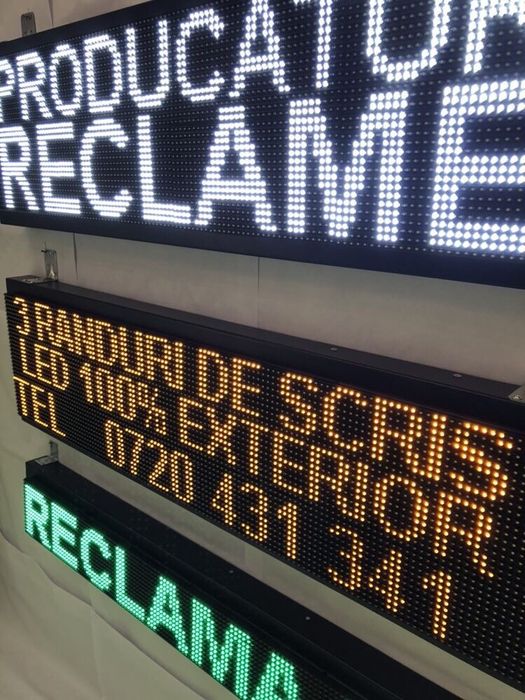 PRODUCATOR
RECLAME
3 RANDURI DE SCRIS
LED 100% EXTERIOR
TEL 0720 431 341
RECLAMA